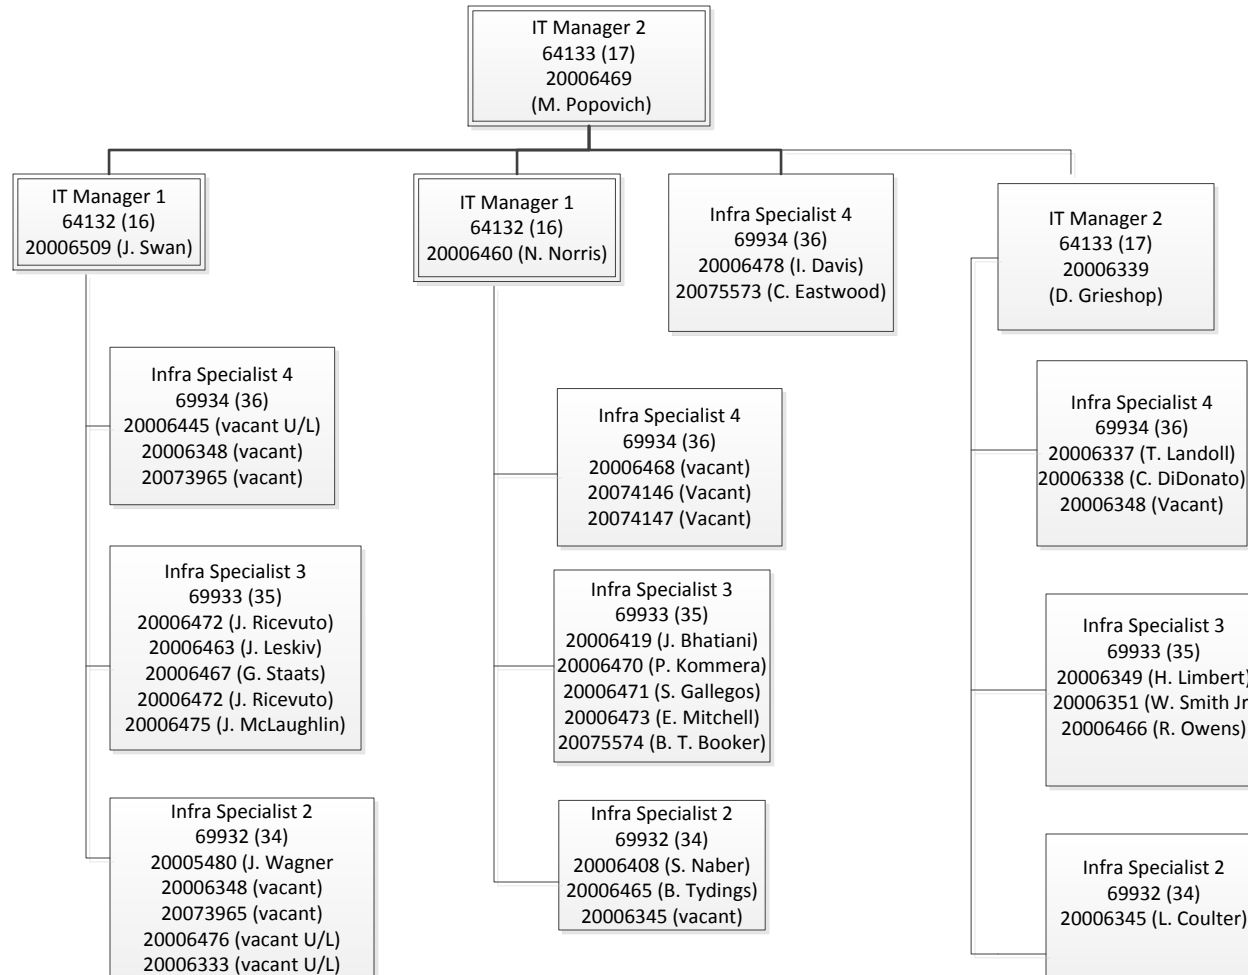 IT Manager 2
64133 (17)
20006469
(M. Popovich)
IT Manager 1
64132 (16)
20006509 (J. Swan)
IT Manager 1
64132 (16)
20006460 (N. Norris)
Infra Specialist 4
69934 (36)
20006478 (I. Davis)
20075573 (C. Eastwood)
IT Manager 2
64133 (17)
20006339
(D. Grieshop)
Infra Specialist 4
69934 (36)
20006445 (vacant U/L)
20006348 (vacant)
20073965 (vacant)
Infra Specialist 3
69933 (35)
20006472 (J. Ricevuto)
20006463 (J. Leskiv)
20006467 (G. Staats)
20006472 (J. Ricevuto)
20006475 (J. McLaughlin)
Infra Specialist 2
69932 (34)
20005480 (J. Wagner
20006348 (vacant)
20073965 (vacant)
20006476 (vacant U/L)
20006333 (vacant U/L)
Infra Specialist 4
69934 (36)
20006468 (vacant)
20074146 (Vacant)
20074147 (Vacant)
Infra Specialist 3
69933 (35)
20006419 (J. Bhatiani)
20006470 (P. Kommera)
20006471 (S. Gallegos)
20006473 (E. Mitchell)
20075574 (B. T. Booker)
Infra Specialist 2
69932 (34)
20006408 (S. Naber)
20006465 (B. Tydings)
20006345 (vacant)
Infra Specialist 4
69934 (36)
20006337 (T. Landoll)
20006338 (C. DiDonato)
20006348 (Vacant)
Infra Specialist 3
69933 (35)
20006349 (H. Limbert)
20006351 (W. Smith Jr
20006466 (R. Owens)
Infra Specialist 2
69932 (34)
20006345 (L. Coulter)